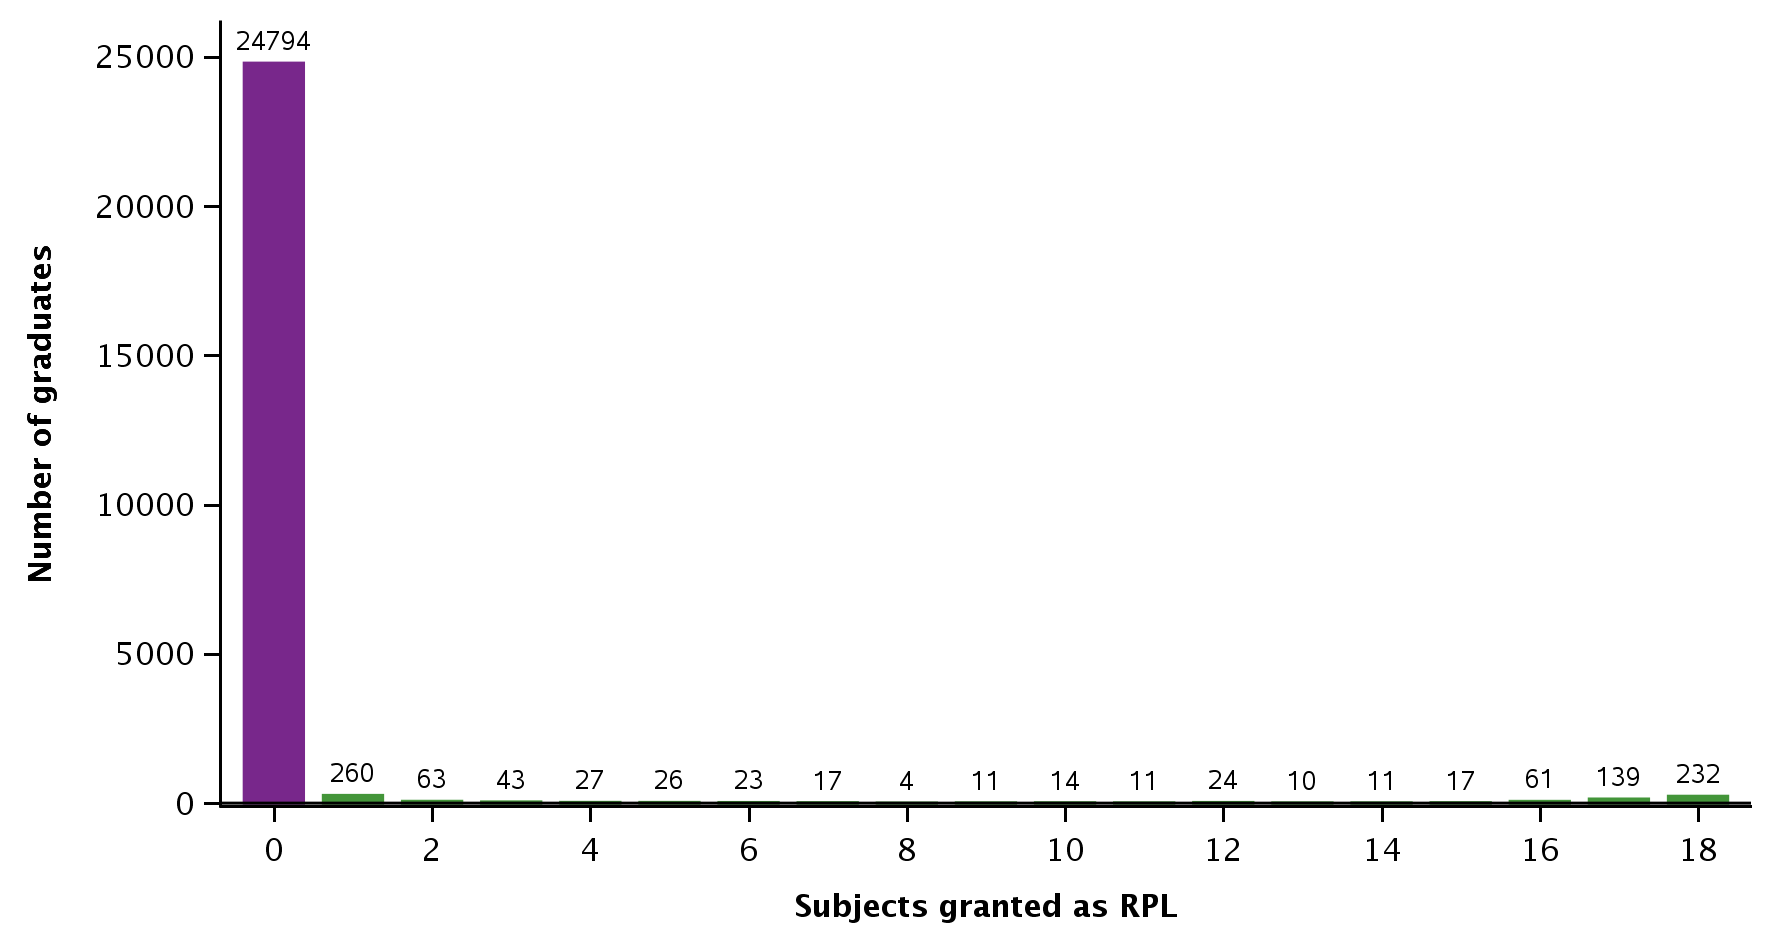 24794
25000
20000
15000
10000
5000
0
Number of graduates
260 63 43 27 26 23 17 4 11 14 11 24 10 11 17 61 139 232
0 2 4 6 8 10 12 14 16 18
Subjects granted as RPL